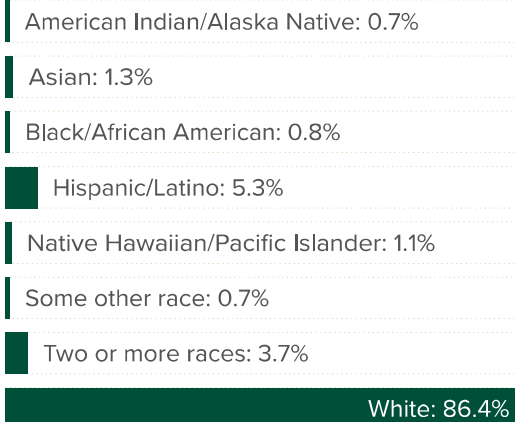 American Indian/Alaska Native: 0.7%
Asian: 1.3%
Black/African American: 0.8%
Hispanic/Latino: 5.3%
Native Hawaiian/Pacific Islander: 1.1%
Some other race: 0.7%
Two or more races: 3.7%
White: 86.4%